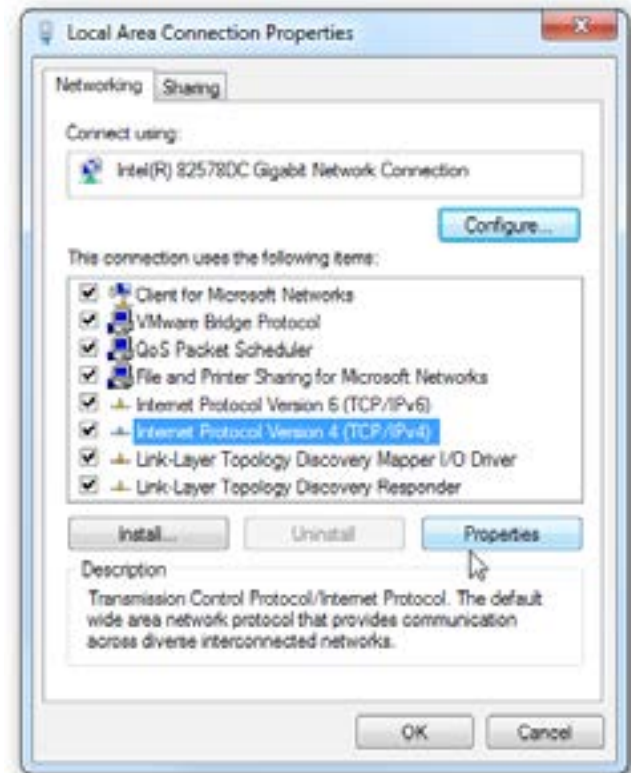 Local Area Connection Properties
Networking
Sharing
Connect using:
Intel(R) 82578DC Gigabit Network Connection
Configure...
This connection uses the following items:
Client for Microsoft Networks
VMware Bridge Protocol
QoS Packet Scheduler
File and Printer Sharing for Microsoft Networks
Internet Protocol Version 6 (TCP/IPv6)
Internet Protocol Version 4 (TCP/IPv4)
Link-Layer Topology Discovery Mapper I/O Driver
Link-Layer Topology Discovery Responder
Install...
Uninstall
Properties
Description
Transmission Control Protocol/Internet Protocol. The default
wide area network protocol that provides communication
across diverse interconnected networks.
OK
Cancel